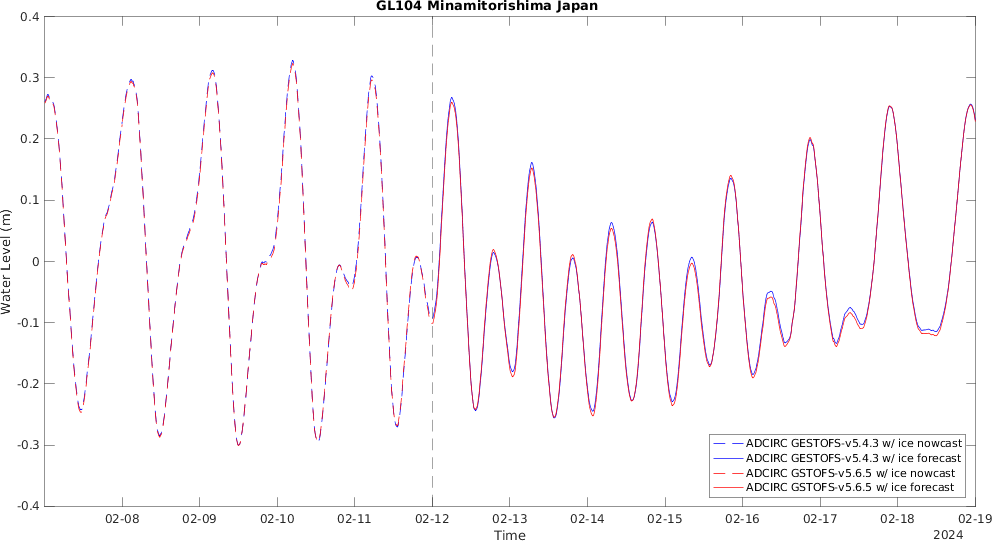 GL104 Minamitorishima Japan
0.4
0.3
0.2
0.1
0
-0.1
-0.2
-0.3
-0.4
Water Level (m)
ADCIRC GESTOFS-v5.4.3 w/ ice nowcast
ADCIRC GESTOFS-v5.4.3 w/ ice forecast
ADCIRC GSTOFS-v5.6.5 w/ ice nowcast
ADCIRC GSTOFS-v5.6.5 w/ ice forecast
02-08 02-09 02-10 02-11 02-12 02-13 02-14 02-15 02-16 02-17 02-18 02-19
Time
2024